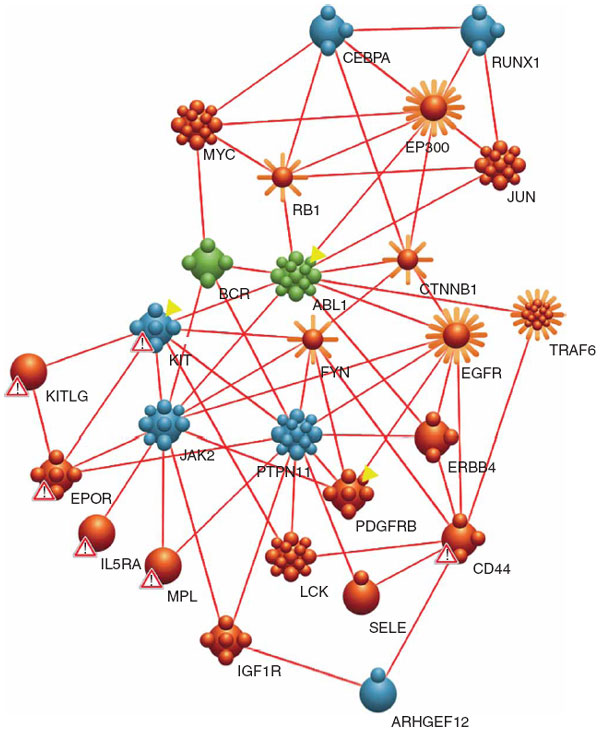 CEBPA
RUNX1
EP300
MYC
JUN
RB1
BCR
ABL1
CTNNB1
KIT
FYN
EGFR
TRAF6
KITLG
JAK2
PTPN11
ERBB4
EPOR
PDGFRB
IL5RA
MPL
LCK
CD44
SELE
IGF1R
ARHGEF12